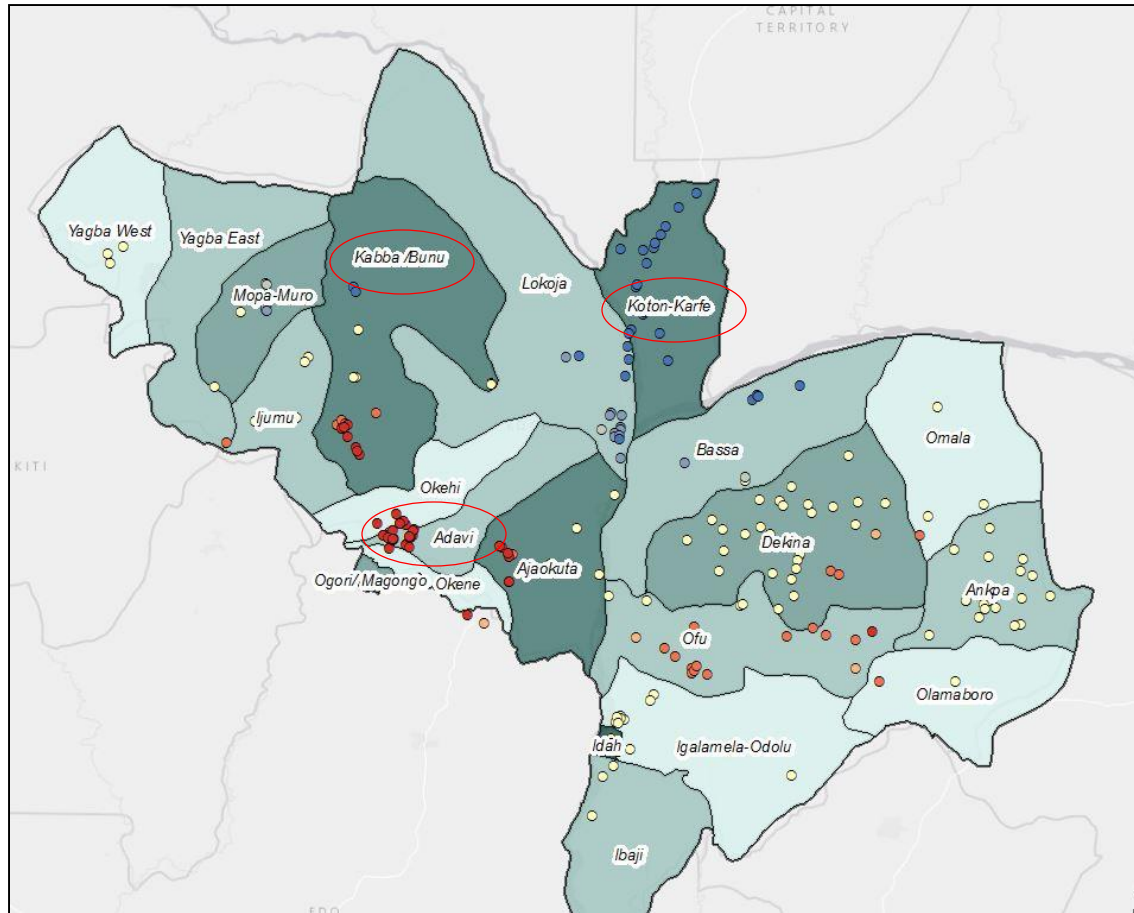 CAPITAL
TERRITORY
Yagba West
Yagba East
Kabba /Bunu
Lokoja
Mopa-Muro
Koton-Karfe
Ijumu
Omala
Bassa
KITI
Okehi
Adavi
Dekina
Ajaokuta
Ogori/ Magongo
Okene
Ankpa
Ofu
Olamaboro
Idah
Igalamela-Odolu
Ibaji
EDO